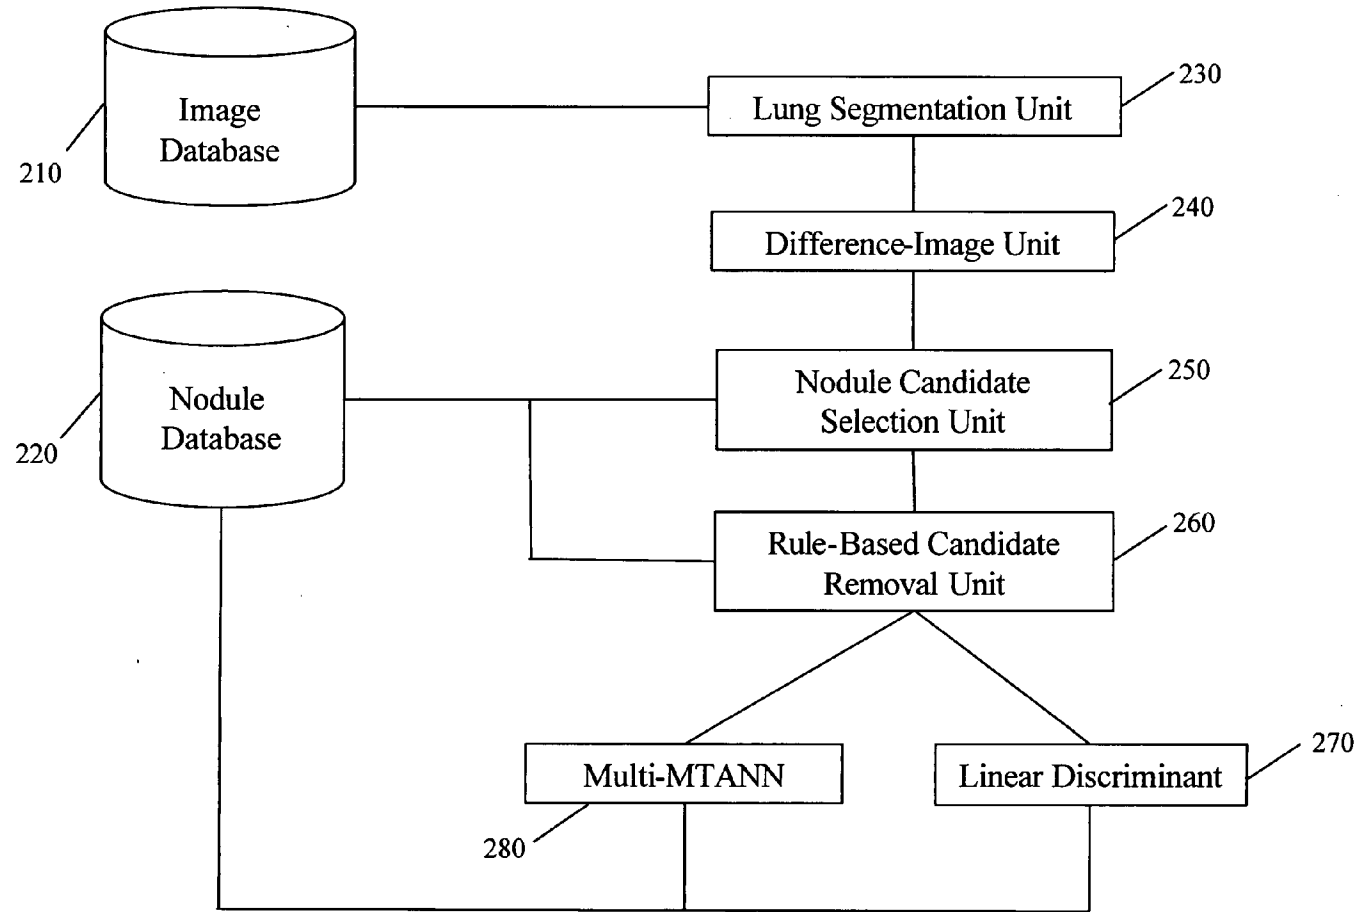 Image
Database
210
Lung Segmentation Unit
230
Difference-Image Unit
240
Nodule
Database
220
Nodule Candidate
Selection Unit
250
Rule-Based Candidate
Removal Unit
260
Multi-MTANN
280
Linear Discriminant
270